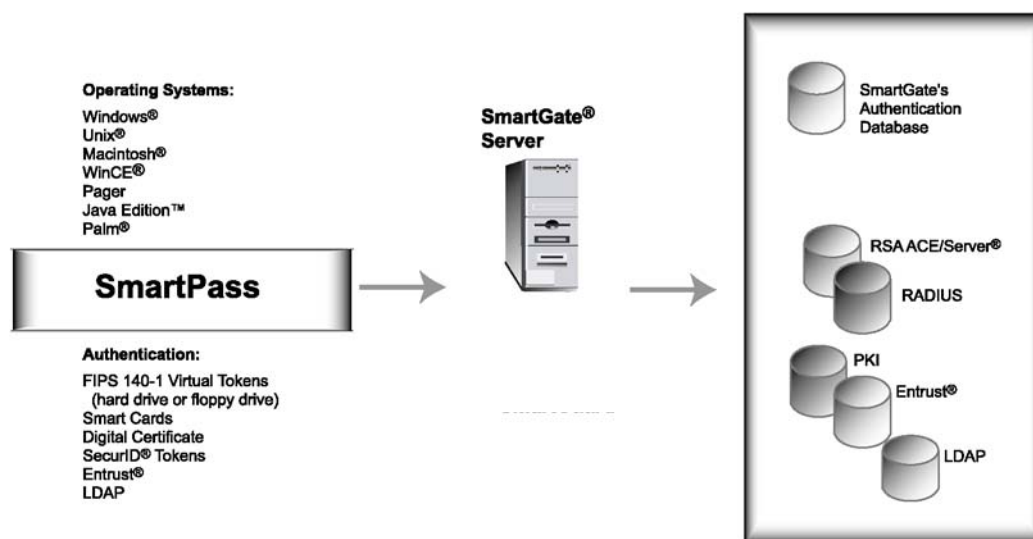 Operating Systems:
Windows®
Unix®
Macintosh®
WinCE®
Pager
Java Edition™
Palm®
SmartPass
Authentication:
FIPS 140-1 Virtual Tokens
(hard drive or floppy drive)
Smart Cards
Digital Certificate
SecurID® Tokens
Entrust®
LDAP
SmartGate®
Server
SmartGate's
Authentication
Database
RSA ACE/Server®
RADIUS
PKI
Entrust®
LDAP